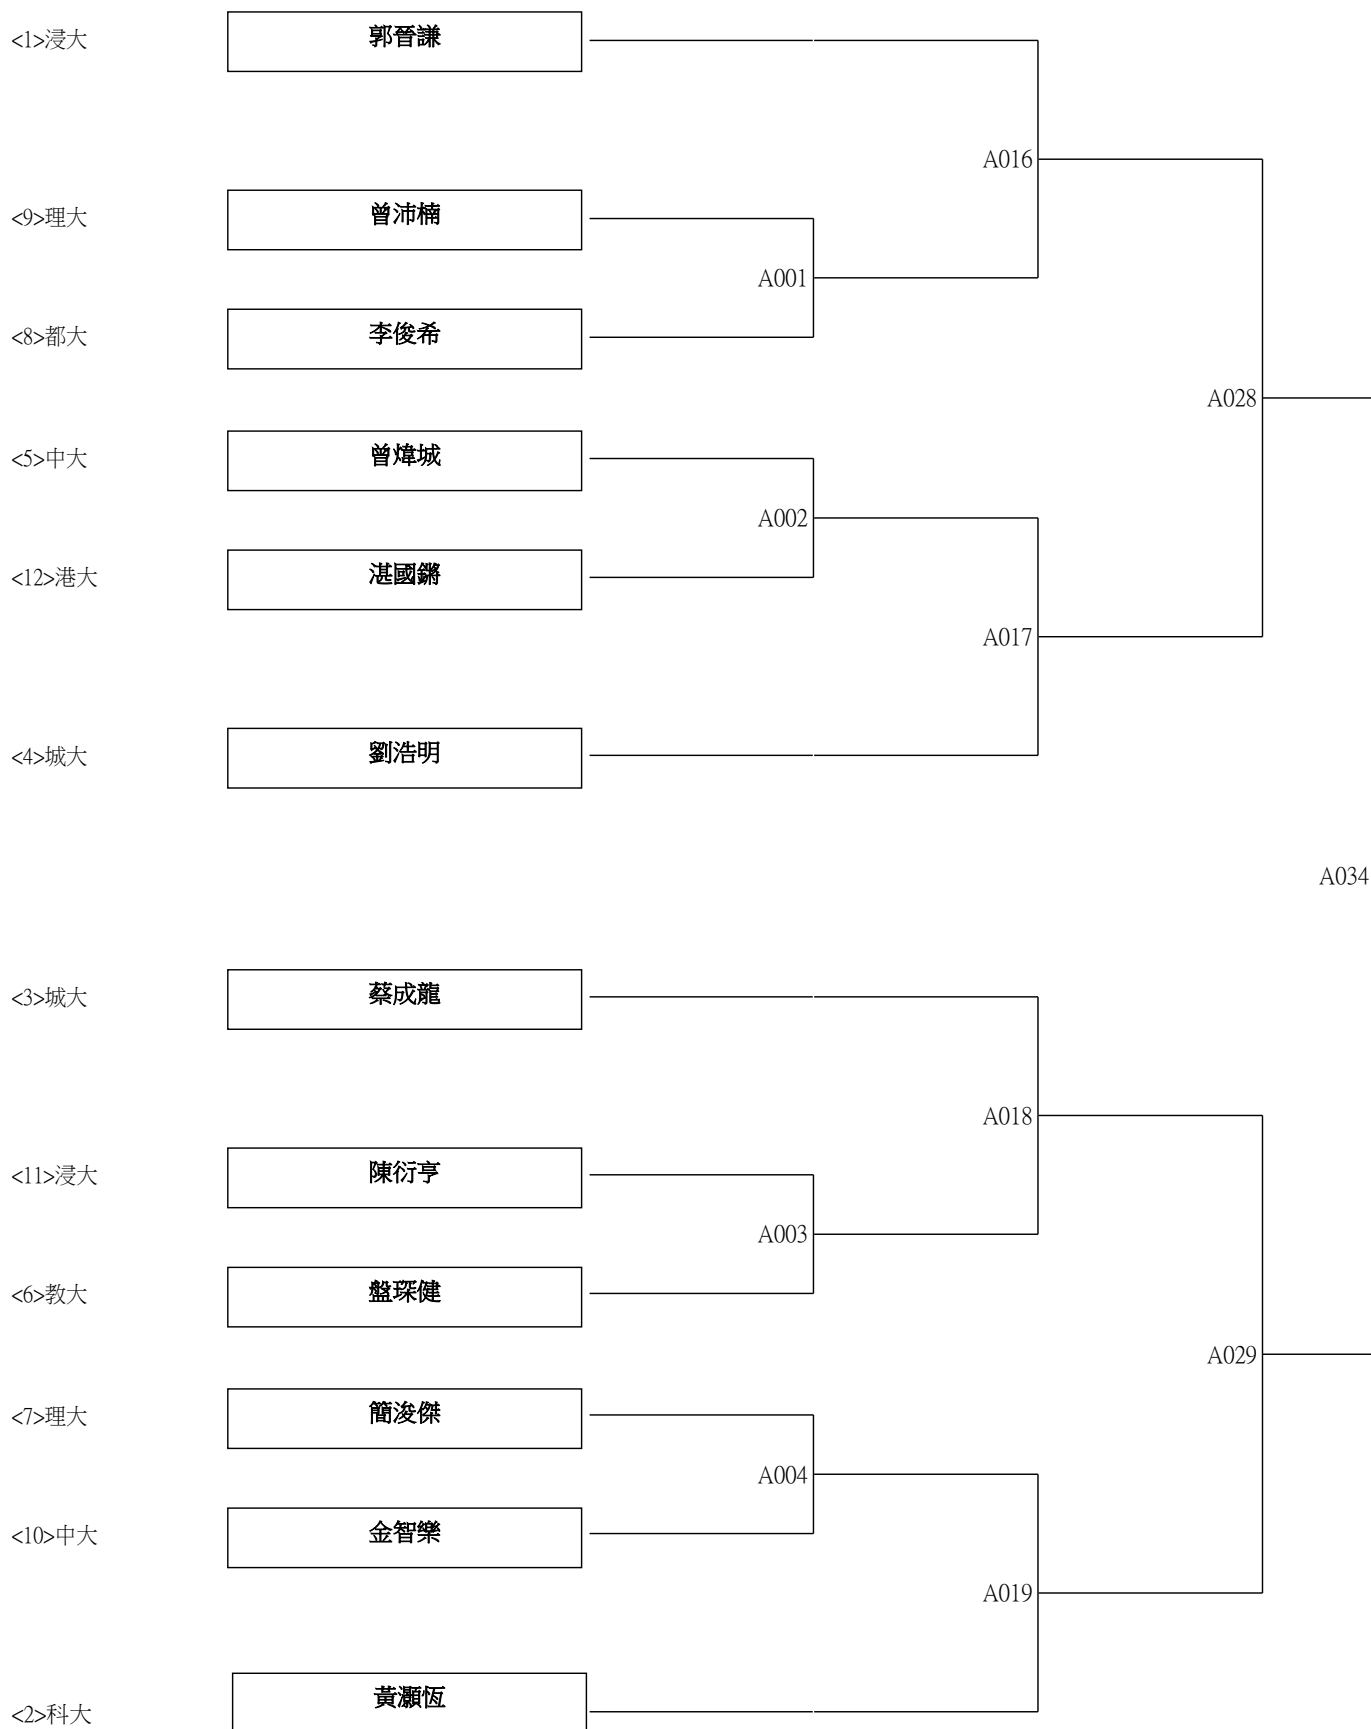 <1>浸大 郭晉謙
A016
<9>理大 曾沛楠
A001
<8>都大 李俊希
A028
<5>中大 曾煒城
A002
<12>港大 湛國鏘
A017
<4>城大 劉浩明
A034
<3>城大 蔡成龍
A018
<11>浸大 陳衍亨
A003
<6>教大 盤琛健
A029
<7>理大 簡浚傑
A004
<10>中大 金智樂
A019
<2>科大 黃灝恆